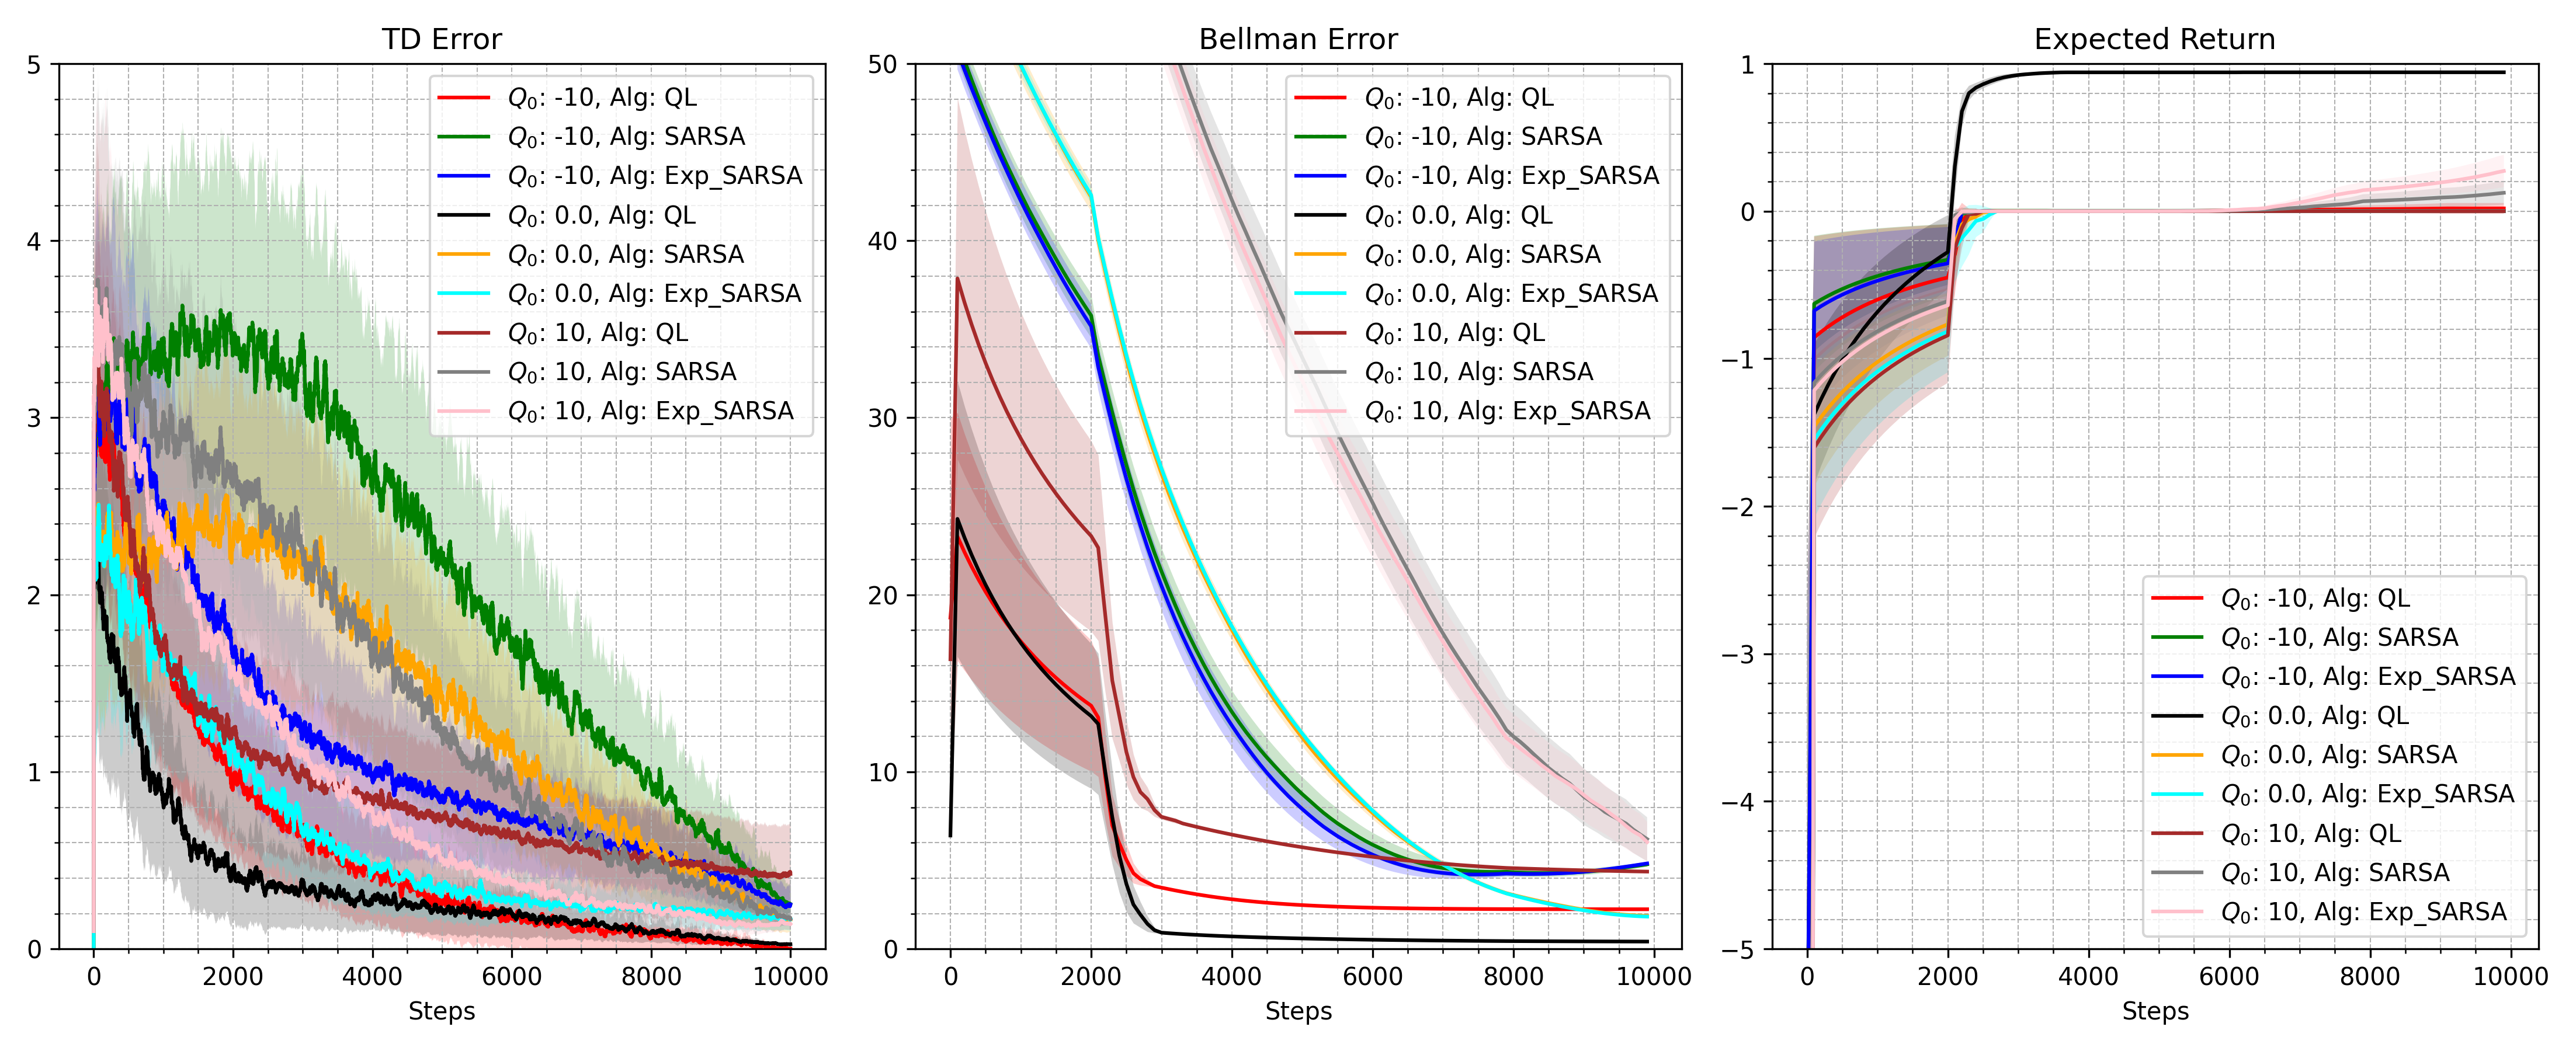 TD Error
5
4
3
2
1
0
0 2000 4000 6000 8000 10000
Steps
Q₀: -10, Alg: QL
Q₀: -10, Alg: SARSA
Q₀: -10, Alg: Exp_SARSA
Q₀: 0.0, Alg: QL
Q₀: 0.0, Alg: SARSA
Q₀: 0.0, Alg: Exp_SARSA
Q₀: 10, Alg: QL
Q₀: 10, Alg: SARSA
Q₀: 10, Alg: Exp_SARSA
Bellman Error
50
40
30
20
10
0
0 2000 4000 6000 8000 10000
Steps
Q₀: -10, Alg: QL
Q₀: -10, Alg: SARSA
Q₀: -10, Alg: Exp_SARSA
Q₀: 0.0, Alg: QL
Q₀: 0.0, Alg: SARSA
Q₀: 0.0, Alg: Exp_SARSA
Q₀: 10, Alg: QL
Q₀: 10, Alg: SARSA
Q₀: 10, Alg: Exp_SARSA
Expected Return
1
0
−1
−2
−3
−4
−5
0 2000 4000 6000 8000 10000
Steps
Q₀: -10, Alg: QL
Q₀: -10, Alg: SARSA
Q₀: -10, Alg: Exp_SARSA
Q₀: 0.0, Alg: QL
Q₀: 0.0, Alg: SARSA
Q₀: 0.0, Alg: Exp_SARSA
Q₀: 10, Alg: QL
Q₀: 10, Alg: SARSA
Q₀: 10, Alg: Exp_SARSA